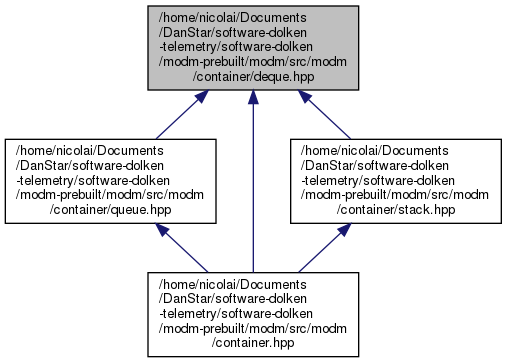 /home/nicolai/Documents
/DanStar/software-dolken
-telemetry/software-dolken
/modm-prebuilt/modm/src/modm
/container/deque.hpp
/home/nicolai/Documents
/DanStar/software-dolken
-telemetry/software-dolken
/modm-prebuilt/modm/src/modm
/container/queue.hpp
/home/nicolai/Documents
/DanStar/software-dolken
-telemetry/software-dolken
/modm-prebuilt/modm/src/modm
/container/stack.hpp
/home/nicolai/Documents
/DanStar/software-dolken
-telemetry/software-dolken
/modm-prebuilt/modm/src/modm
/container.hpp